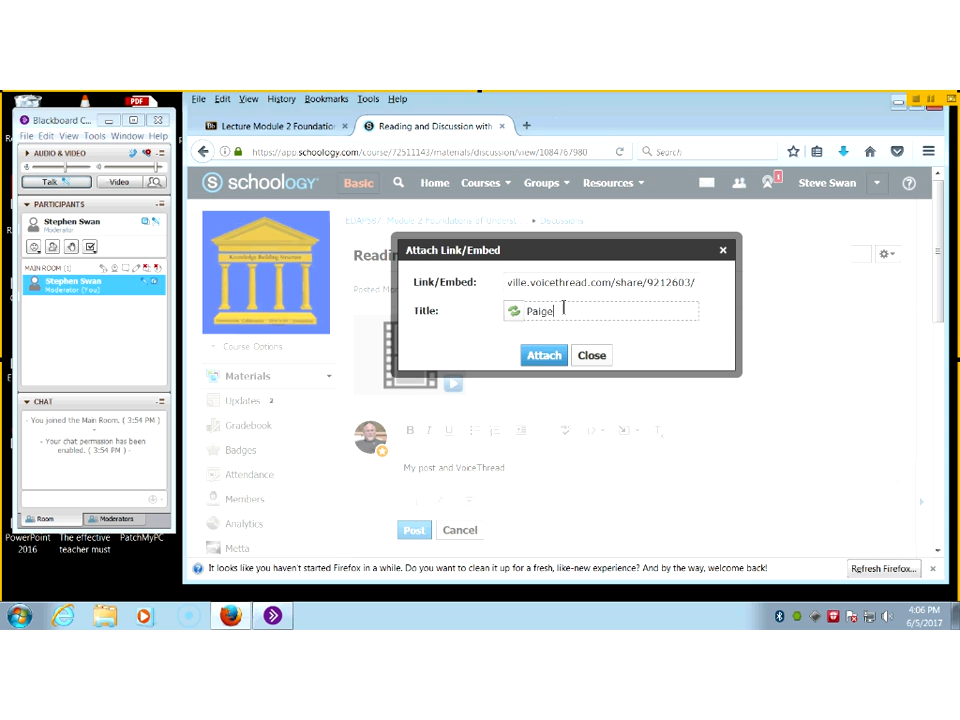 PDF
Blackboard C...
File Edit View Tools Window Help
AUDIO & VIDEO
Talk
Video
PARTICIPANTS
Stephen Swan
Moderator
MAIN ROOM (1)
Stephen Swan
Moderator (You)
CHAT
- You joined the Main Room. ( 3:54 PM )
-
- Your chat permission has been
enabled. ( 3:54 PM ) -
Room
Moderators
PowerPoint
2016
The effective
teacher must
PatchMyPC
File Edit View History Bookmarks Tools Help
Lecture Module 2 Foundation
Reading and Discussion with
https://app.schoology.com/course/72511143/materials/discussion/view/1084767980
Search
S schoology
Basic
Home Courses Groups Resources
1
Steve Swan
Discussions
Readin
Posted Mo
Course Options
Materials
Updates 2
Gradebook
Badges
Attendance
Members
Analytics
Attach Link/Embed
Link/Embed: ville.voicethread.com/share/9212603/
Title: Paige
Attach Close
B I U
My post and VoiceThread
Post Cancel
It looks like you haven't started Firefox in a while. Do you want to clean it up for a fresh, like-new experience? And by the way, welcome back!
Refresh Firefox...
4:06 PM
6/5/2017